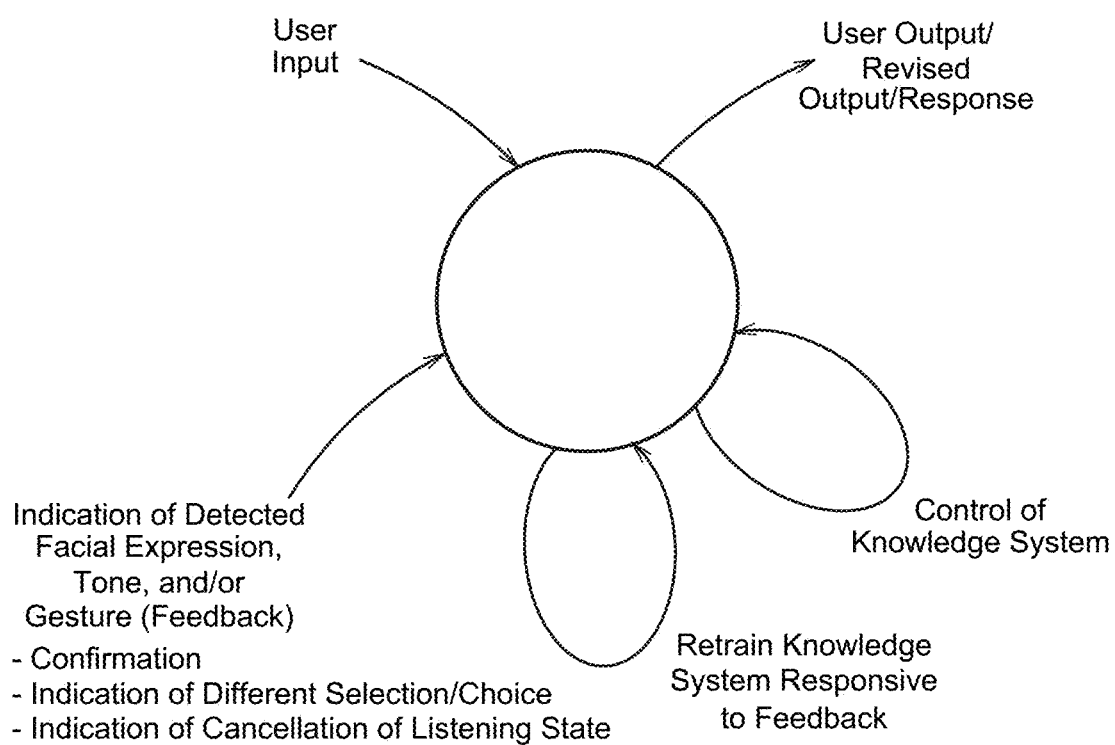 User
Input
User Output/
Revised
Output/Response
Indication of Detected
Facial Expression,
Tone, and/or
Gesture (Feedback)
- Confirmation
- Indication of Different Selection/Choice
- Indication of Cancellation of Listening State
Control of
Knowledge System
Retrain Knowledge
System Responsive
to Feedback